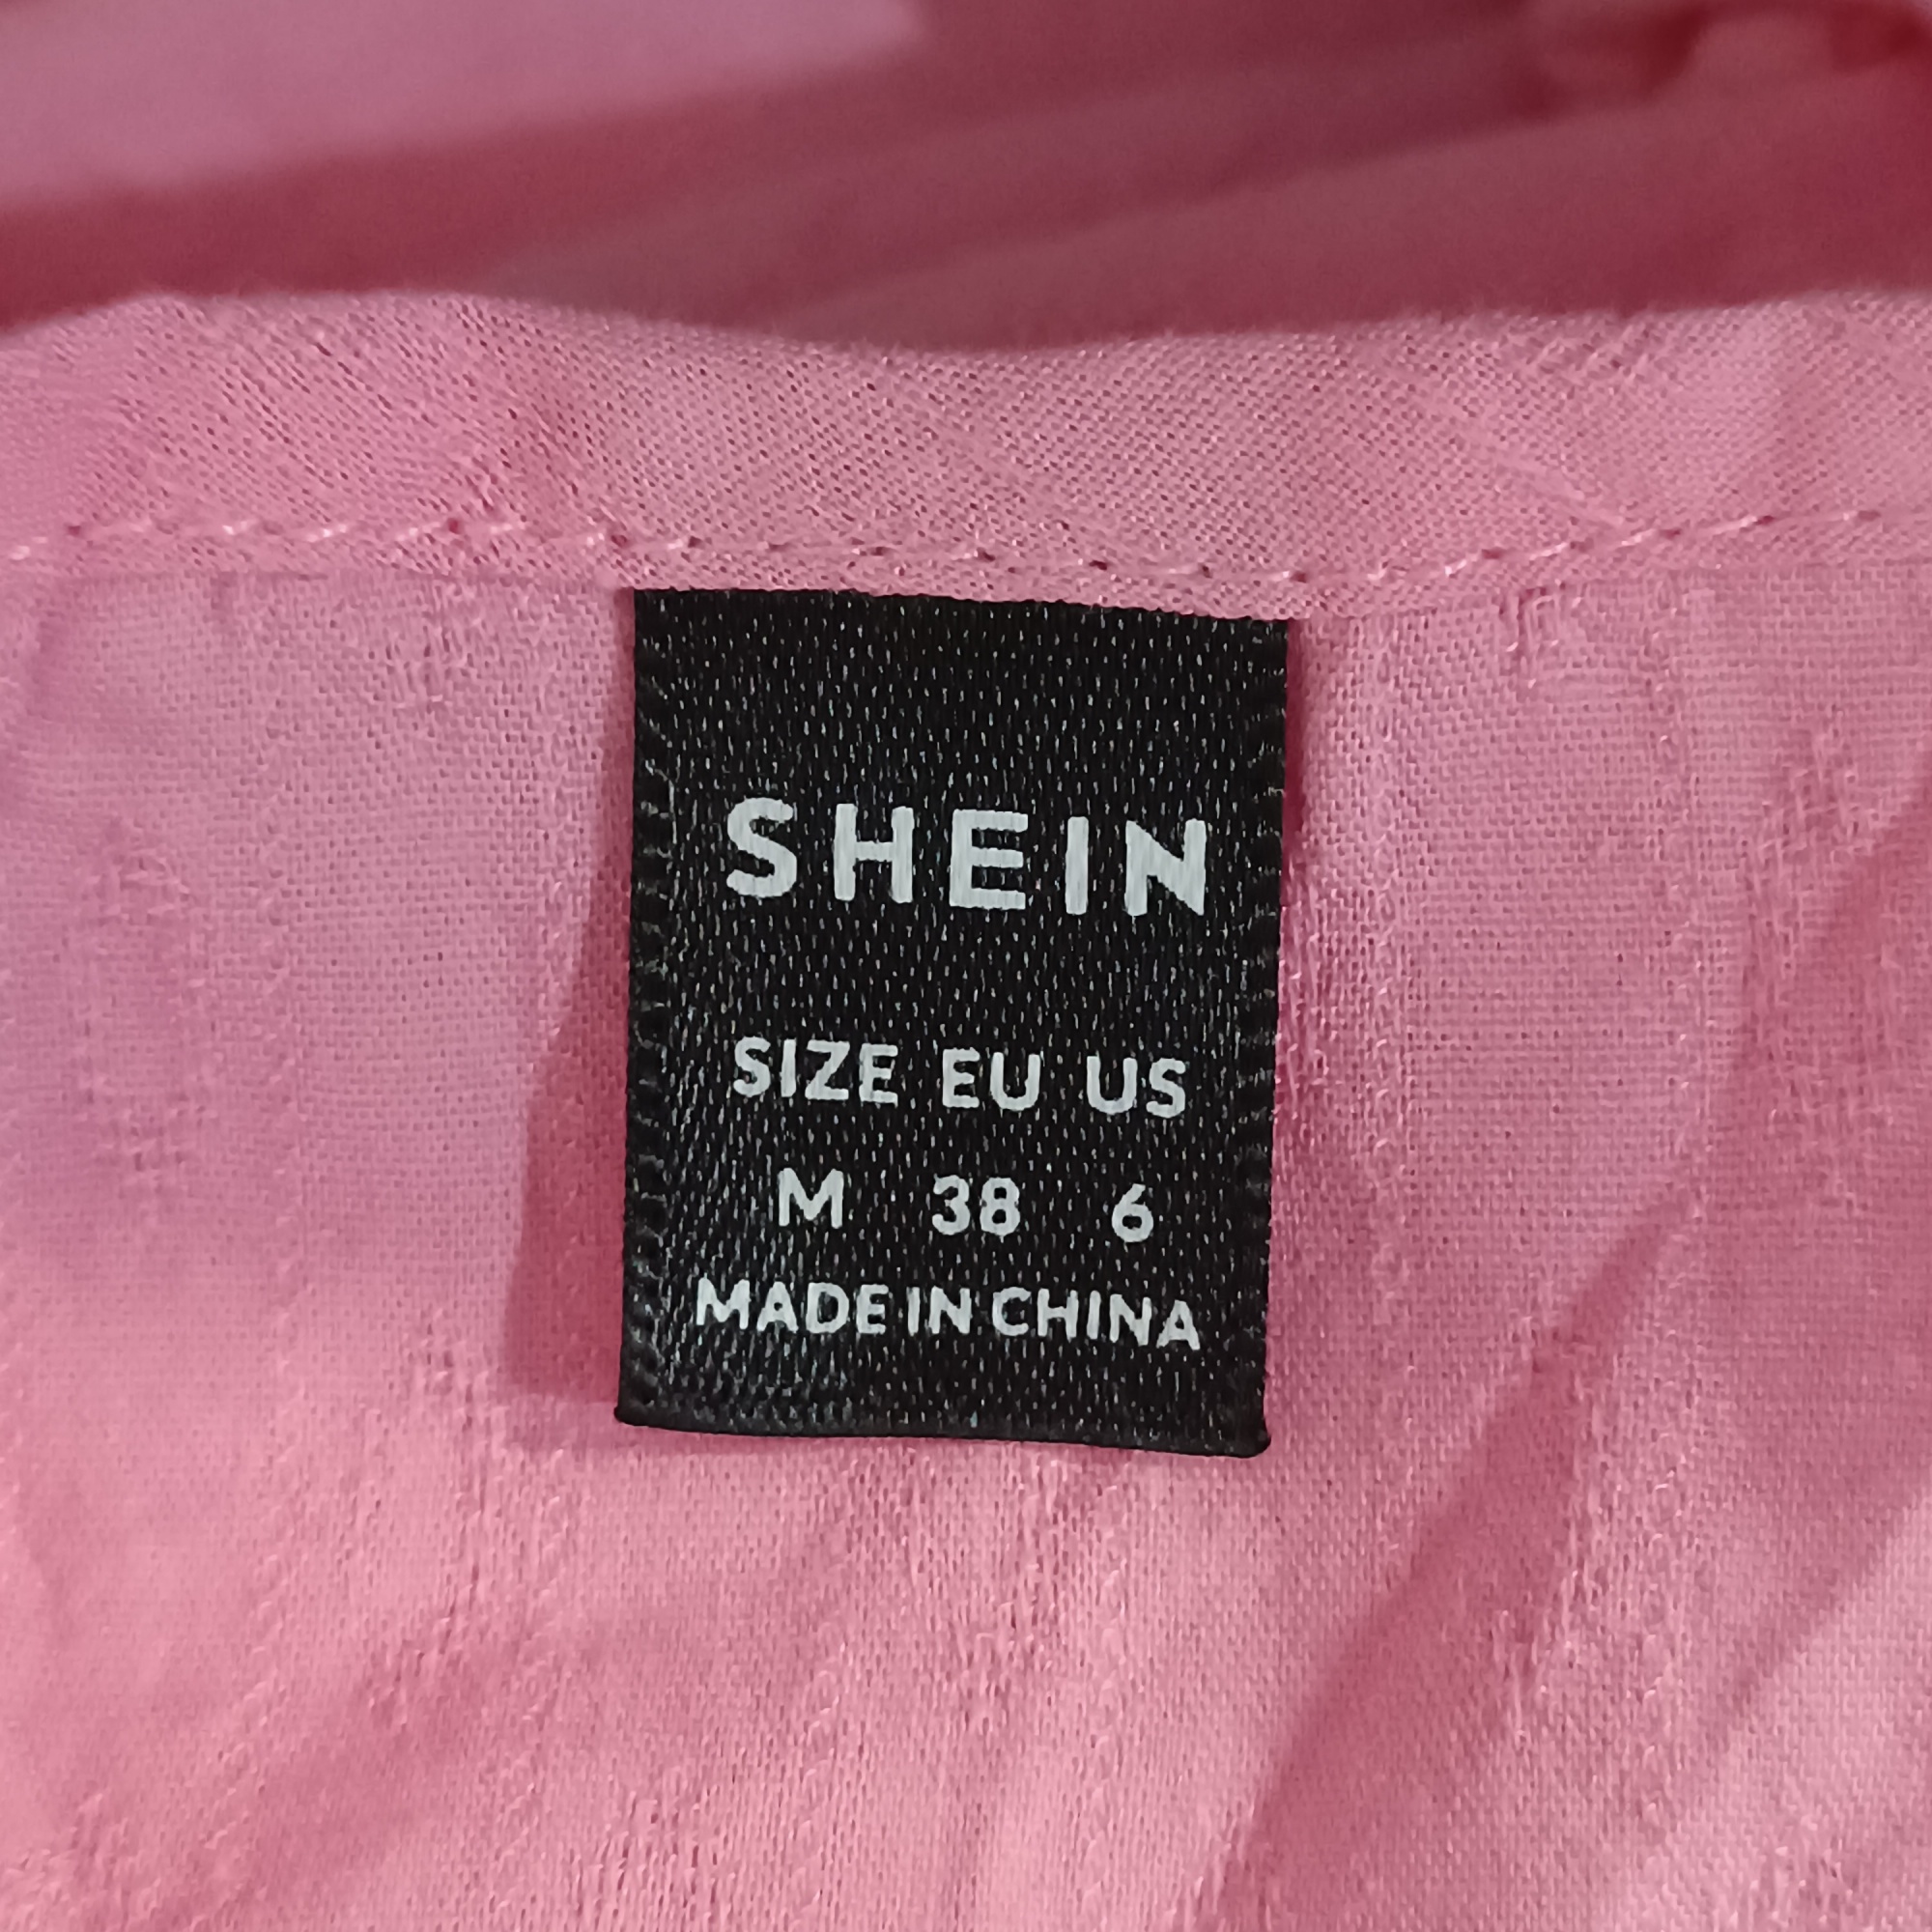 SHEIN
SIZE EU US
M 38 6
MADE IN CHINA